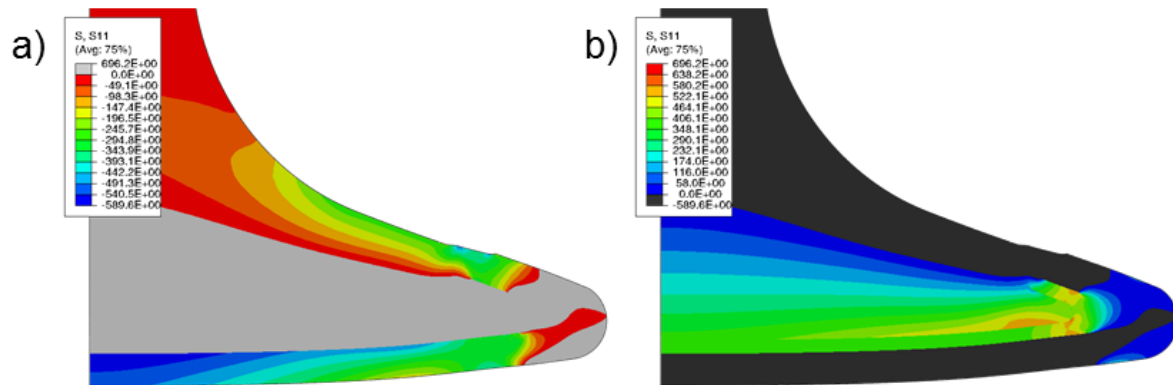 a)
S, S11
(Avg: 75%)
696.2E+00
0.0E+00
-49.1E+00
-98.3E+00
-147.4E+00
-196.5E+00
-245.7E+00
-294.8E+00
-343.9E+00
-393.1E+00
-442.2E+00
-491.3E+00
-540.5E+00
-589.6E+00
b)
S, S11
(Avg: 75%)
696.2E+00
638.2E+00
580.2E+00
522.1E+00
464.1E+00
406.1E+00
348.1E+00
290.1E+00
232.1E+00
174.0E+00
116.0E+00
58.0E+00
0.0E+00
-589.6E+00